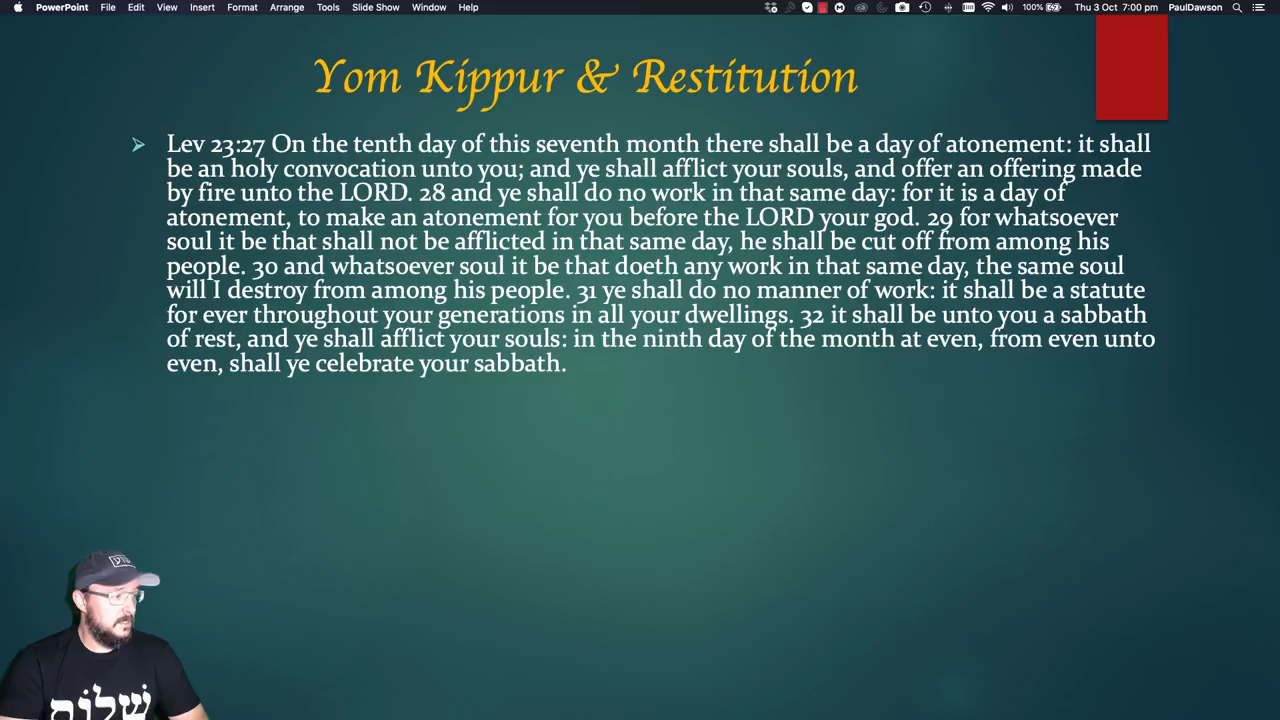 PowerPoint File Edit View Insert Format Arrange Tools Slide Show Window Help 100% Thu 3 Oct 7:00 pm PaulDawson
Yom Kippur & Restitution
Lev 23:27 On the tenth day of this seventh month there shall be a day of atonement: it shall
be an holy convocation unto you; and ye shall afflict your souls, and offer an offering made
by fire unto the LORD. 28 and ye shall do no work in that same day: for it is a day of
atonement, to make an atonement for you before the LORD your god. 29 for whatsoever
soul it be that shall not be afflicted in that same day, he shall be cut off from among his
people. 30 and whatsoever soul it be that doeth any work in that same day, the same soul
will I destroy from among his people. 31 ye shall do no manner of work: it shall be a statute
for ever throughout your generations in all your dwellings. 32 it shall be unto you a sabbath
of rest, and ye shall afflict your souls: in the ninth day of the month at even, from even unto
even, shall ye celebrate your sabbath.
שלום